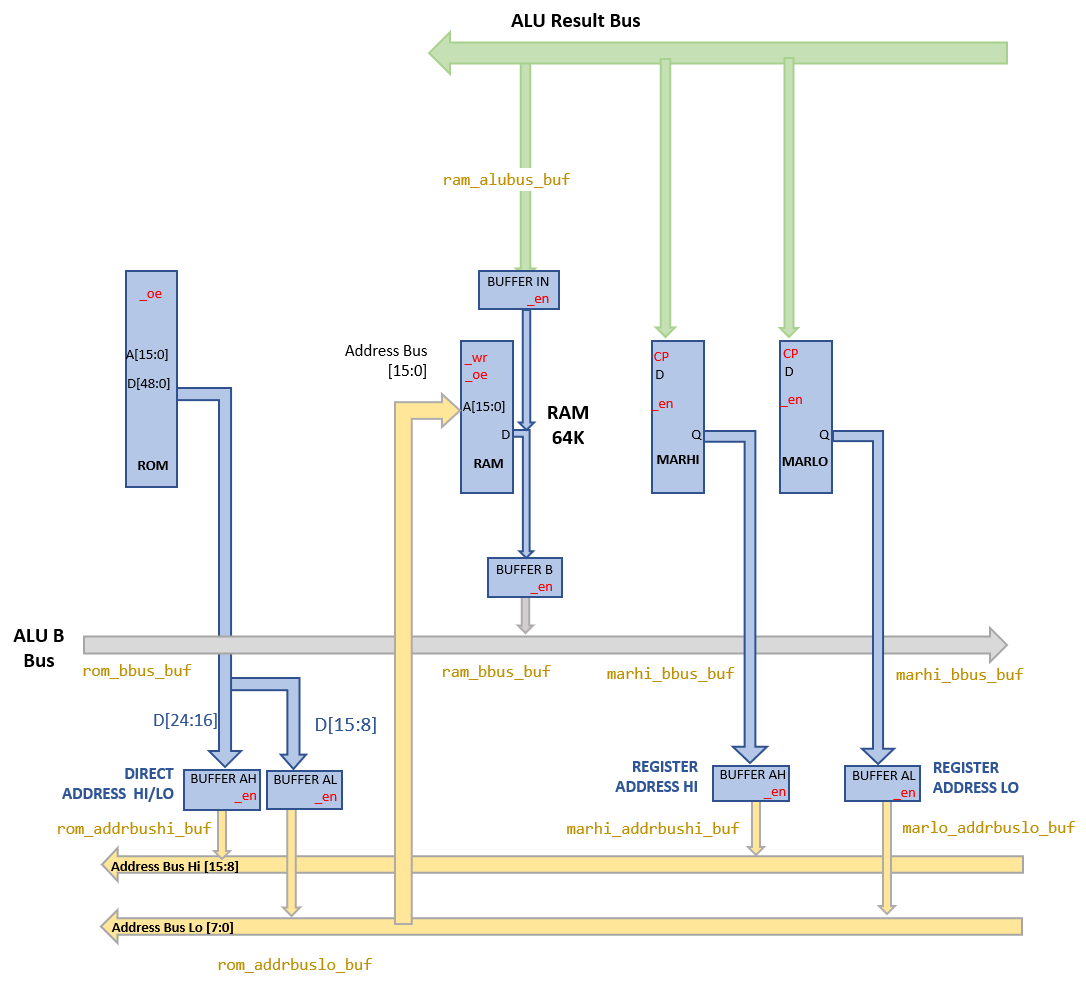 ALU Result Bus
ram_alubus_buf
BUFFER IN
_en
_oe
A[15:0]
D[48:0]
ROM
Address Bus
[15:0]
_wr
_oe
A[15:0]
D
RAM
RAM
64K
CP
D
_en
Q
MARHI
CP
D
_en
Q
MARLO
BUFFER B
_en
ALU B
Bus
rom_bbus_buf
ram_bbus_buf
marhi_bbus_buf
marhi_bbus_buf
D[24:16]
D[15:8]
DIRECT
ADDRESS HI/LO
BUFFER AH
_en
BUFFER AL
_en
REGISTER
ADDRESS HI
BUFFER AH
_en
BUFFER AL
_en
REGISTER
ADDRESS LO
rom_addrbushi_buf
marhi_addrbushi_buf
marlo_addrbuslo_buf
Address Bus Hi [15:8]
Address Bus Lo [7:0]
rom_addrbuslo_buf